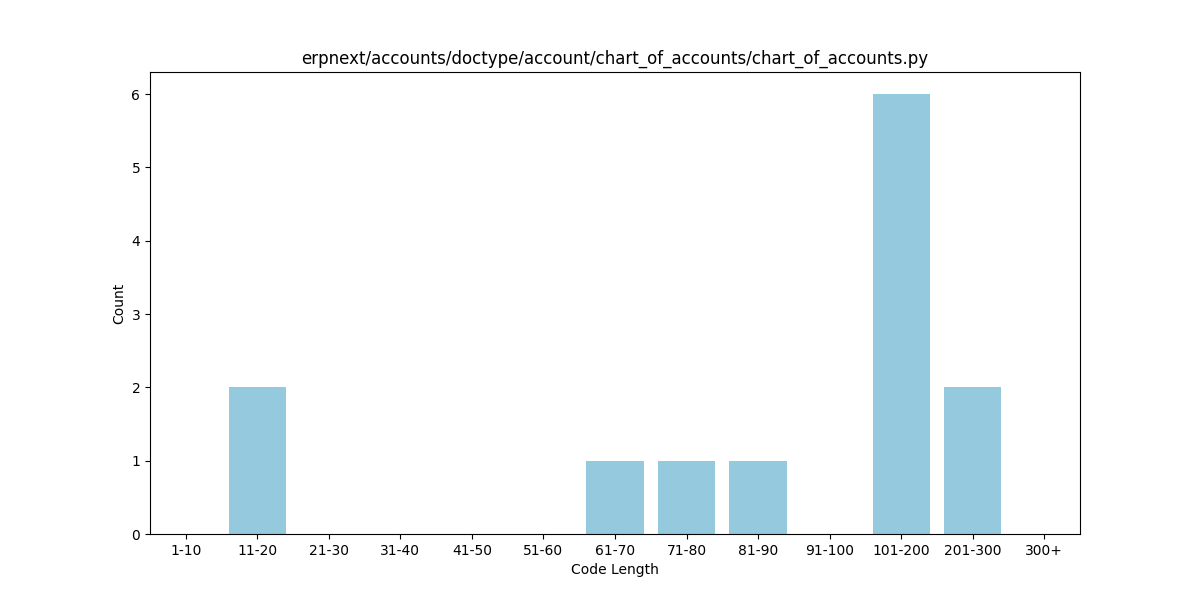 erpnext/accounts/doctype/account/chart_of_accounts/chart_of_accounts.py
6
5
4
3
2
1
0
Count
1-10 11-20 21-30 31-40 41-50 51-60 61-70 71-80 81-90 91-100 101-200 201-300 300+
Code Length